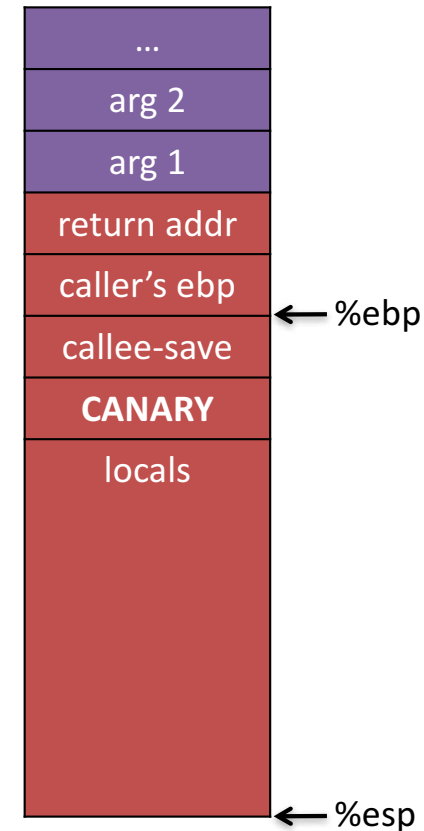 ...
arg 2
arg 1
return addr
caller’s ebp
%ebp
callee-save
CANARY
locals
%esp